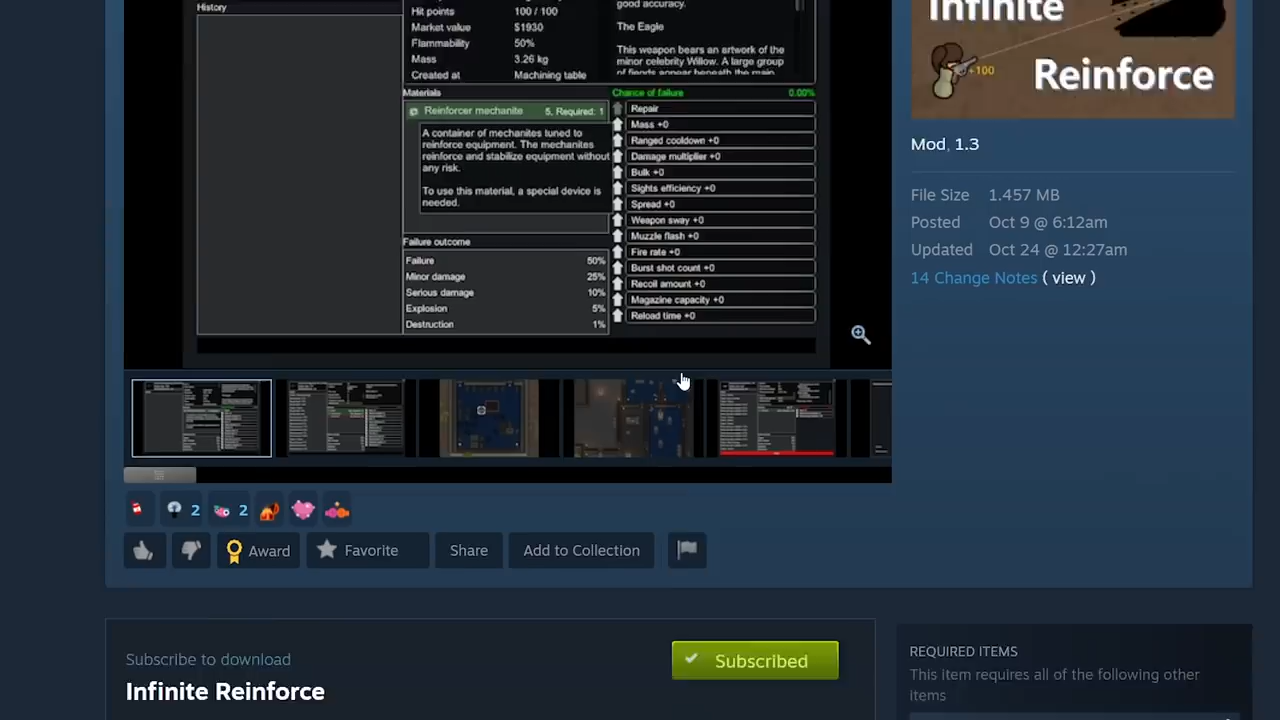 History
Hit points 100 / 100
Market value $1930
Flammability 50%
Mass 3.26 kg
Created at Machining table
good accuracy.
The Eagle
This weapon bears an artwork of the
minor celebrity Willow. A large group
of fiends appear beneath the main
Materials
Reinforcer mechanite 5, Required: 1
A container of mechanites tuned to
reinforce equipment. The mechanites
reinforce and stabilize equipment without
any risk.
To use this material, a special device is
needed.
Failure outcome
Failure 50%
Minor damage 25%
Serious damage 10%
Explosion 5%
Destruction 1%
Chance of failure 0.00%
Repair
Mass +0
Ranged cooldown +0
Damage multiplier +0
Bulk +0
Sights efficiency +0
Spread +0
Weapon sway +0
Muzzle flash +0
Fire rate +0
Burst shot count +0
Recoil amount +0
Magazine capacity +0
Reload time +0
Infinite
+100
Reinforce
Mod, 1.3
File Size 1.457 MB
Posted Oct 9 @ 6:12am
Updated Oct 24 @ 12:27am
14 Change Notes ( view )
2
2
Award
Favorite
Share
Add to Collection
Subscribe to download
Infinite Reinforce
Subscribed
REQUIRED ITEMS
This item requires all of the following other
items